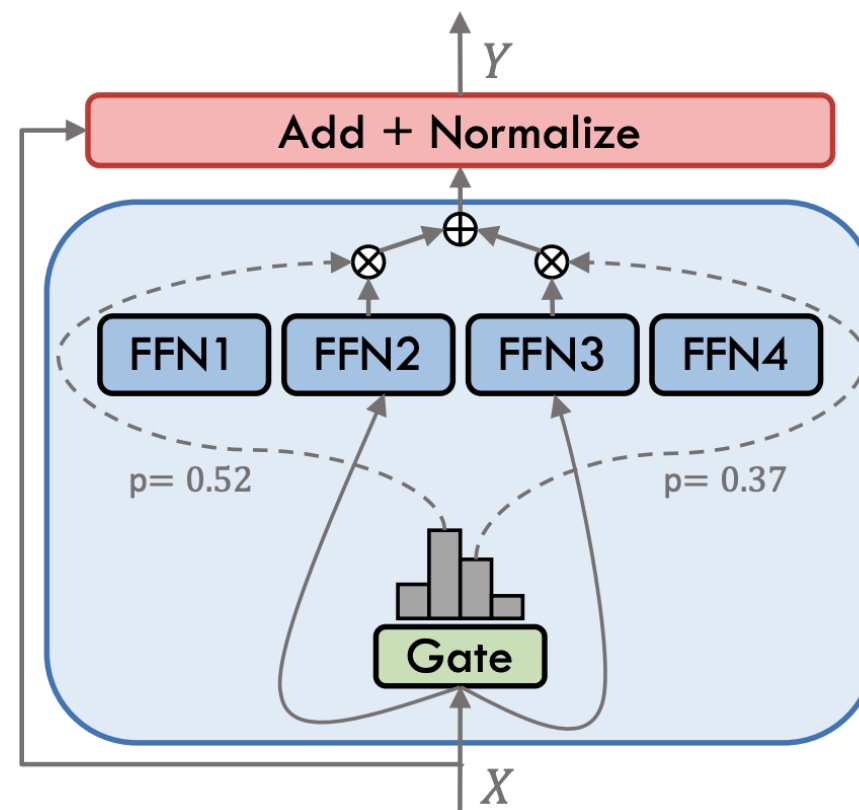 Y
Add + Normalize
FFN1 FFN2 FFN3 FFN4
p= 0.52 p= 0.37
Gate
X